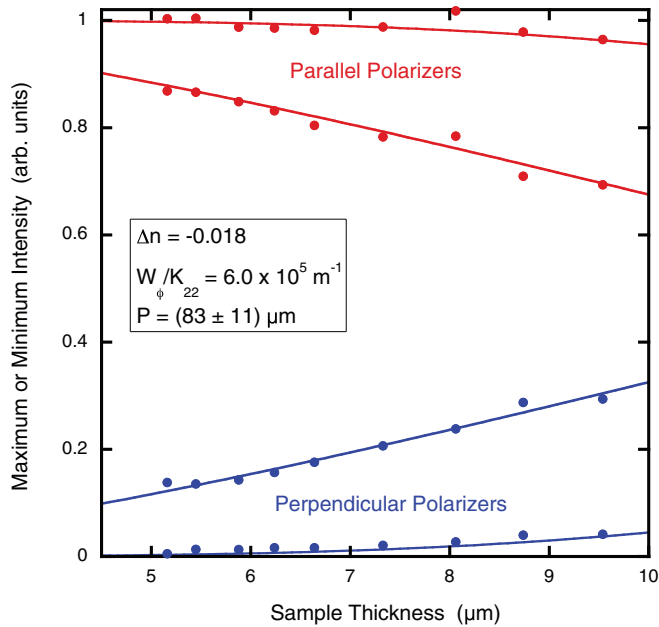 Maximum or Minimum Intensity (arb. units)
1
0.8
0.6
0.4
0.2
0
Parallel Polarizers
Δn = -0.018
W_ϕ/K_22 = 6.0 x 10^5 m^-1
P = (83 ± 11) µm
Perpendicular Polarizers
5 6 7 8 9 10
Sample Thickness (µm)